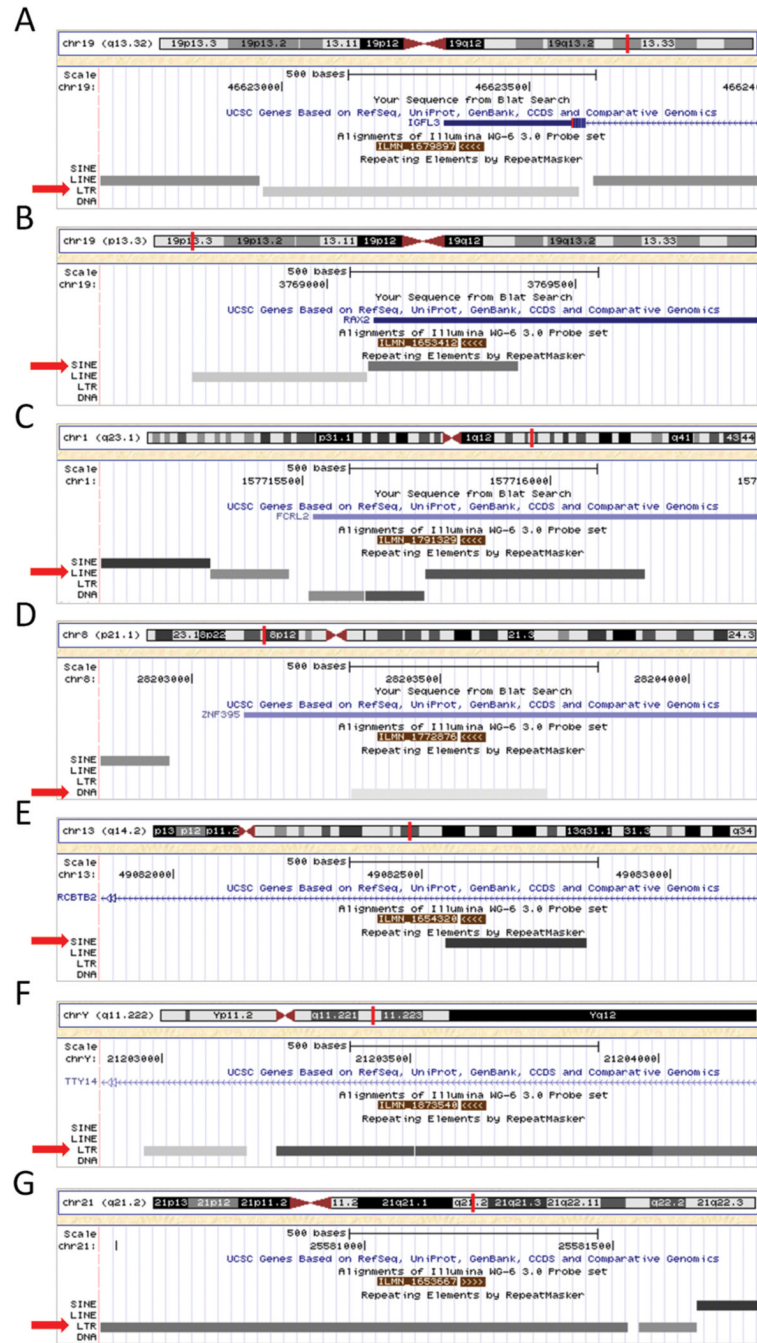 A
chr19 (q13.32) 19p13.3 19p13.2 13.11 19p12 19q12 19q13.2 13.33
Scale 500 bases
chr19: 46623000 46623500 46624
Your Sequence from Blat Search
UCSC Genes Based on RefSeq, UniProt, GenBank, CCDS and Comparative Genomics
IGFL3
Alignments of Illumina WG-6 3.0 Probe set
ILMN_1679897
Repeating Elements by RepeatMasker
SINE
LINE
LTR
DNA
B
chr19 (p13.3) 19p13.3 19p13.2 13.11 19p12 19q12 19q13.2 13.33
Scale 500 bases
chr19: 3769000 3769500
Your Sequence from Blat Search
UCSC Genes Based on RefSeq, UniProt, GenBank, CCDS and Comparative Genomics
RAX2
Alignments of Illumina WG-6 3.0 Probe set
ILMN_1653412
Repeating Elements by RepeatMasker
SINE
LINE
LTR
DNA
C
chr1 (q23.1) p31.1 1q12 q41 43 44
Scale 500 bases
chr1: 157715500 157716000 157
Your Sequence from Blat Search
UCSC Genes Based on RefSeq, UniProt, GenBank, CCDS and Comparative Genomics
FCRL2
Alignments of Illumina WG-6 3.0 Probe set
ILMN_1791329
Repeating Elements by RepeatMasker
SINE
LINE
LTR
DNA
D
chr8 (p21.1) 23.1 8p22 8p12 21.3 24.3
Scale 500 bases
chr8: 28203000 28203500 28204000
Your Sequence from Blat Search
UCSC Genes Based on RefSeq, UniProt, GenBank, CCDS and Comparative Genomics
ZNF395
Alignments of Illumina WG-6 3.0 Probe set
ILMN_1772876
Repeating Elements by RepeatMasker
SINE
LINE
LTR
DNA
E
chr13 (q14.2) p13 p12 p11.2 13q31.1 31.3 q34
Scale 500 bases
chr13: 49082000 49082500 49083000
UCSC Genes Based on RefSeq, UniProt, GenBank, CCDS and Comparative Genomics
RCBTB2
Alignments of Illumina WG-6 3.0 Probe set
ILMN_1654320
Repeating Elements by RepeatMasker
SINE
LINE
LTR
DNA
F
chrY (q11.222) Yp11.2 q11.221 11.223 Yq12
Scale 500 bases
chrY: 21203000 21203500 21204000
UCSC Genes Based on RefSeq, UniProt, GenBank, CCDS and Comparative Genomics
TTY14
Alignments of Illumina WG-6 3.0 Probe set
ILMN_1873540
Repeating Elements by RepeatMasker
SINE
LINE
LTR
DNA
G
chr21 (q21.2) 21p13 21p12 21p11.2 11.2 21q21.1 q21.2 21q21.3 21q22.11 q22.2 21q22.3
Scale 500 bases
chr21: 25581000 25581500
UCSC Genes Based on RefSeq, UniProt, GenBank, CCDS and Comparative Genomics
Alignments of Illumina WG-6 3.0 Probe set
ILMN_1653667
Repeating Elements by RepeatMasker
SINE
LINE
LTR
DNA